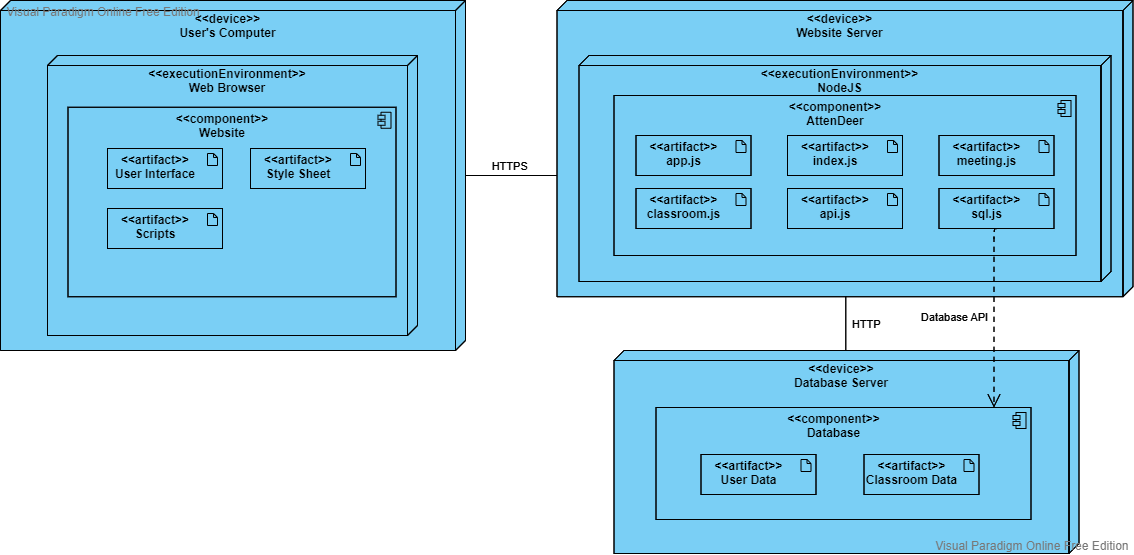 Visual Paradigm Online Free Edition
<<device>>
User's Computer
<<executionEnvironment>>
Web Browser
<<component>>
Website
<<artifact>>
User Interface
<<artifact>>
Style Sheet
<<artifact>>
Scripts
HTTPS
<<device>>
Website Server
<<executionEnvironment>>
NodeJS
<<component>>
AttenDeer
<<artifact>>
app.js
<<artifact>>
index.js
<<artifact>>
meeting.js
<<artifact>>
classroom.js
<<artifact>>
api.js
<<artifact>>
sql.js
HTTP
Database API
<<device>>
Database Server
<<component>>
Database
<<artifact>>
User Data
<<artifact>>
Classroom Data
Visual Paradigm Online Free Edition